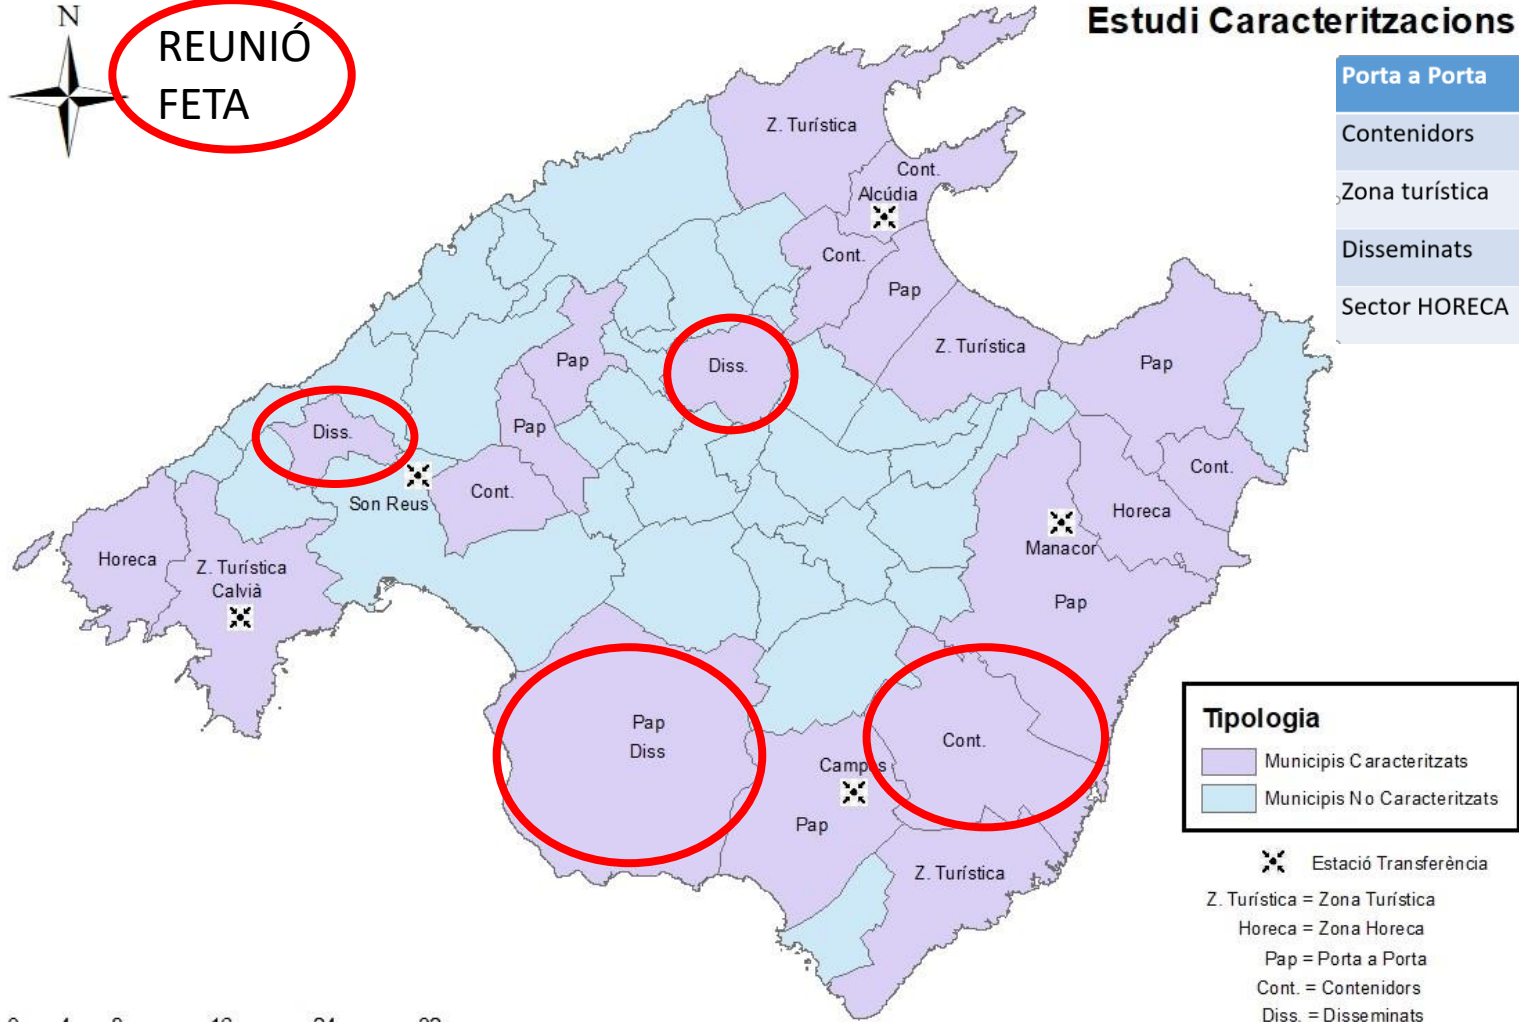 N
REUNIÓ
FETA
Estudi Caracteritzacions
Porta a Porta
Contenidors
Zona turística
Disseminats
Sector HORECA
Z. Turística
Cont.
Alcúdia
Cont.
Pap
Z. Turística
Pap
Pap
Diss.
Pap
Diss.
Cont.
Son Reus
Cont.
Horeca
Manacor
Horeca
Z. Turística
Calvià
Pap
Pap
Diss
Cont.
Campos
Pap
Z. Turística
Tipologia
Municipis Caracteritzats
Municipis No Caracteritzats
Estació Transferència
Z. Turística = Zona Turística
Horeca = Zona Horeca
Pap = Porta a Porta
Cont. = Contenidors
Diss. = Disseminats